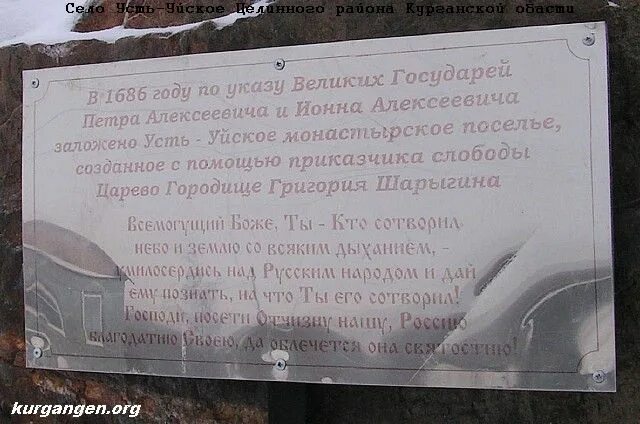 Село Усть-Уйское Целинного района Курганской области
В 1686 году по указу Великих Государей
Петра Алексеевича и Ионна Алексеевича
заложено Усть - Уйское монастырское поселье,
созданное с помощью приказчика слободы
Царево Городище Григория Шарыгина
Всемогущий Боже, Ты - Кто сотворил
небо и землю со всяким дыханием, -
умилосердись над Русским народом и дай
ему познать, на что Ты его сотворил!
Господи, посети Отчизну нашу, Россию
благодатию Своею, да облечется она святостию!
kurgangen.org